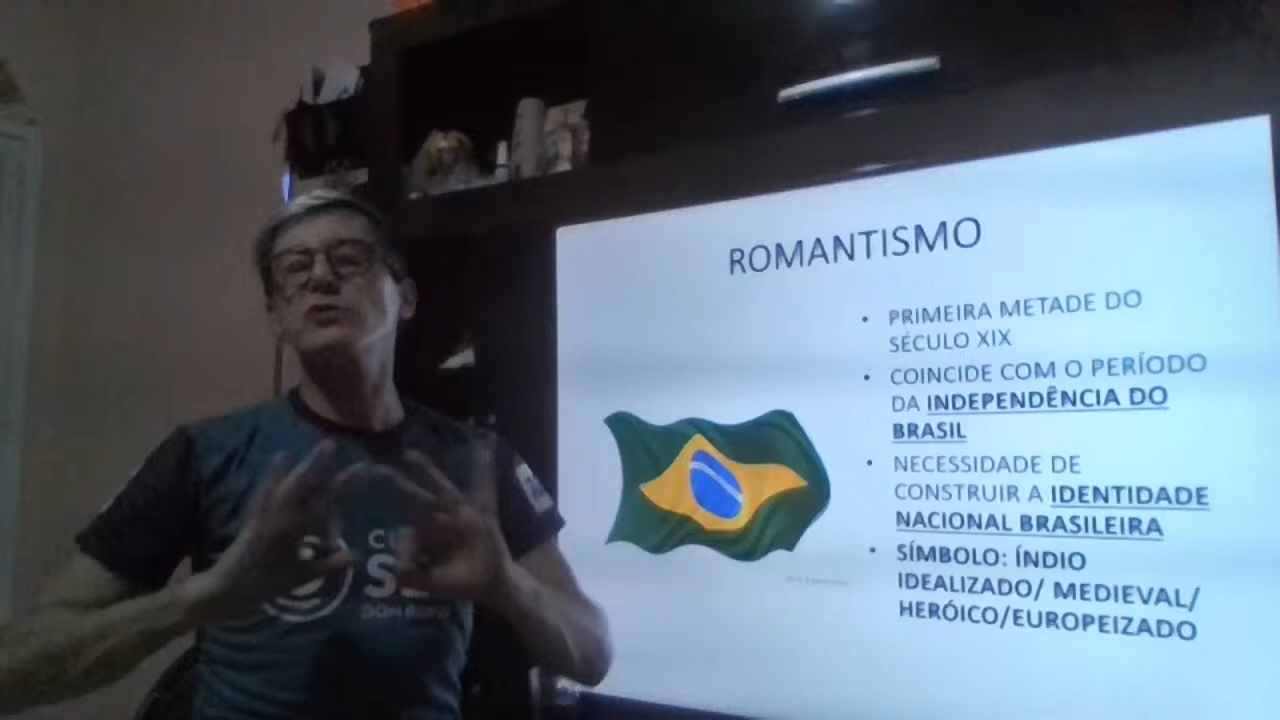 ROMANTISMO
• PRIMEIRA METADE DO
SÉCULO XIX
• COINCIDE COM O PERÍODO
DA INDEPENDÊNCIA DO
BRASIL
• NECESSIDADE DE
CONSTRUIR A IDENTIDADE
NACIONAL BRASILEIRA
• SÍMBOLO: ÍNDIO
IDEALIZADO/ MEDIEVAL/
HERÓICO/EUROPEIZADO